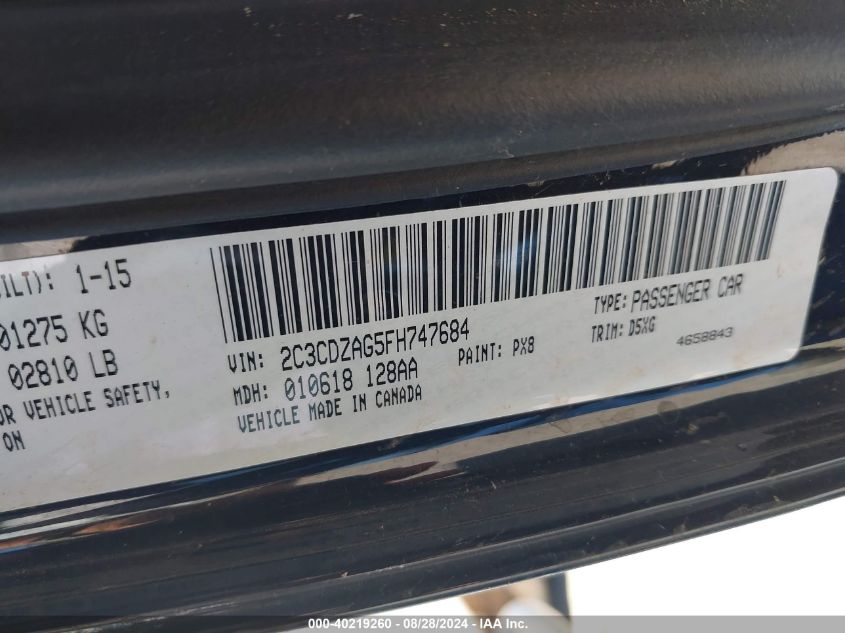 ILT): 1-15
01275 KG
02810 LB
OR VEHICLE SAFETY,
ON
VIN: 2C3CDZAG5FH747684
MDH: 010618 128AA
VEHICLE MADE IN CANADA
PAINT: PX8
TYPE: PASSENGER CAR
TRIM: D5XG
4658843
000-40219260 - 08/28/2024 - IAA Inc.